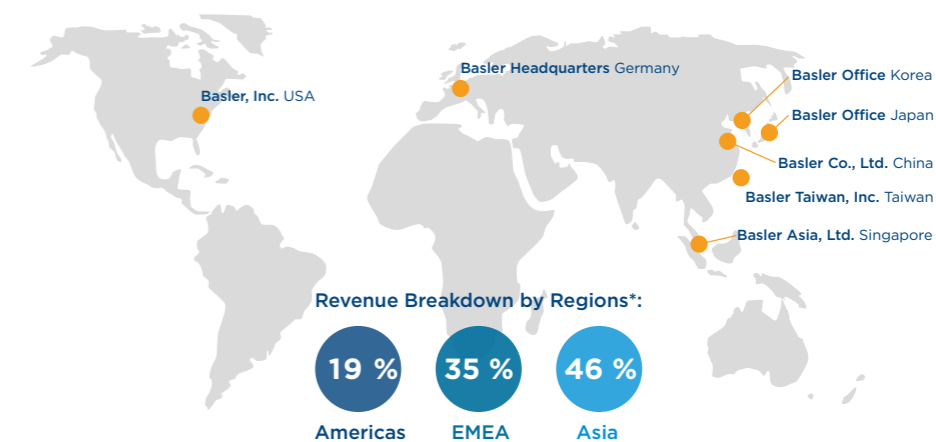 Basler Headquarters Germany
Basler, Inc. USA
Basler Office Korea
Basler Office Japan
Basler Co., Ltd. China
Basler Taiwan, Inc. Taiwan
Basler Asia, Ltd. Singapore
Revenue Breakdown by Regions*:
19 % 35 % 46 %
Americas EMEA Asia